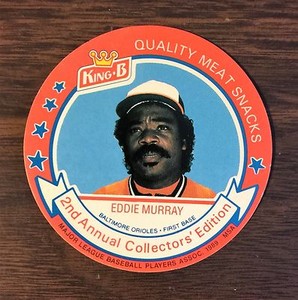 KING·B
QUALITY MEAT SNACKS
EDDIE MURRAY
BALTIMORE ORIOLES · FIRST BASE
2nd Annual Collectors' Edition
MAJOR LEAGUE BASEBALL PLAYERS ASSOC 1989 MSA